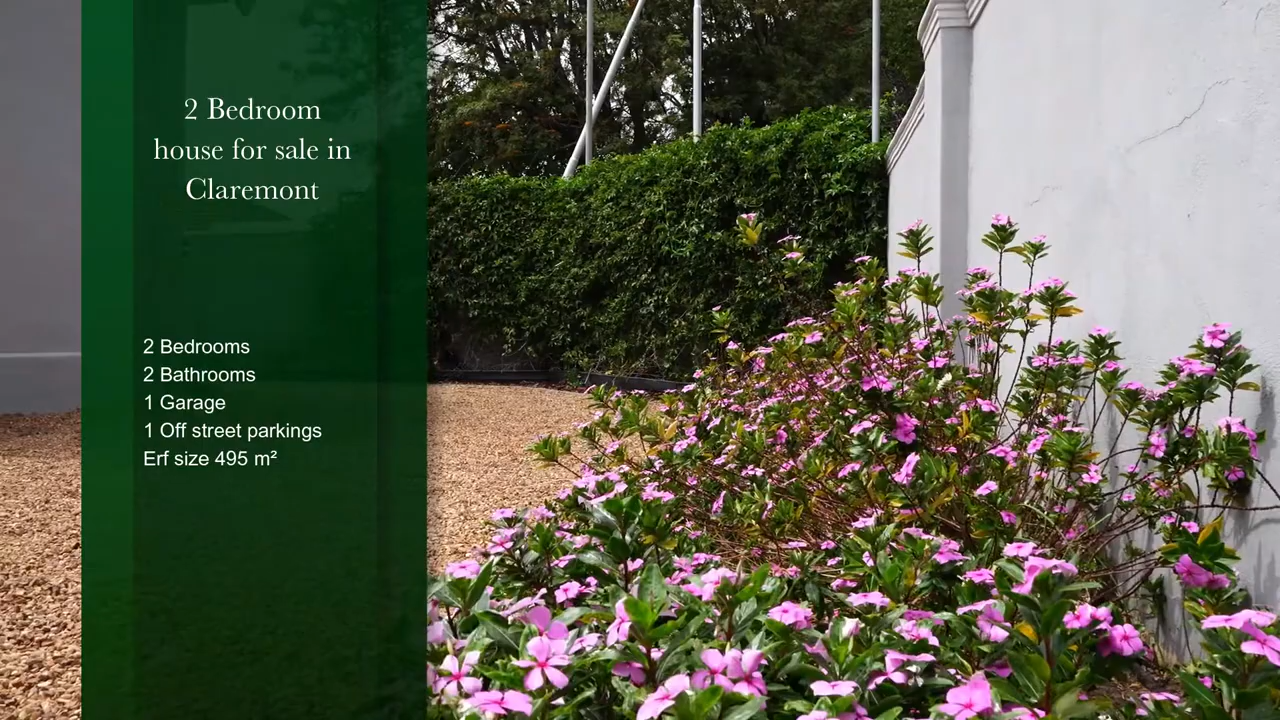 2 Bedroom
house for sale in
Claremont
2 Bedrooms
2 Bathrooms
1 Garage
1 Off street parkings
Erf size 495 m²